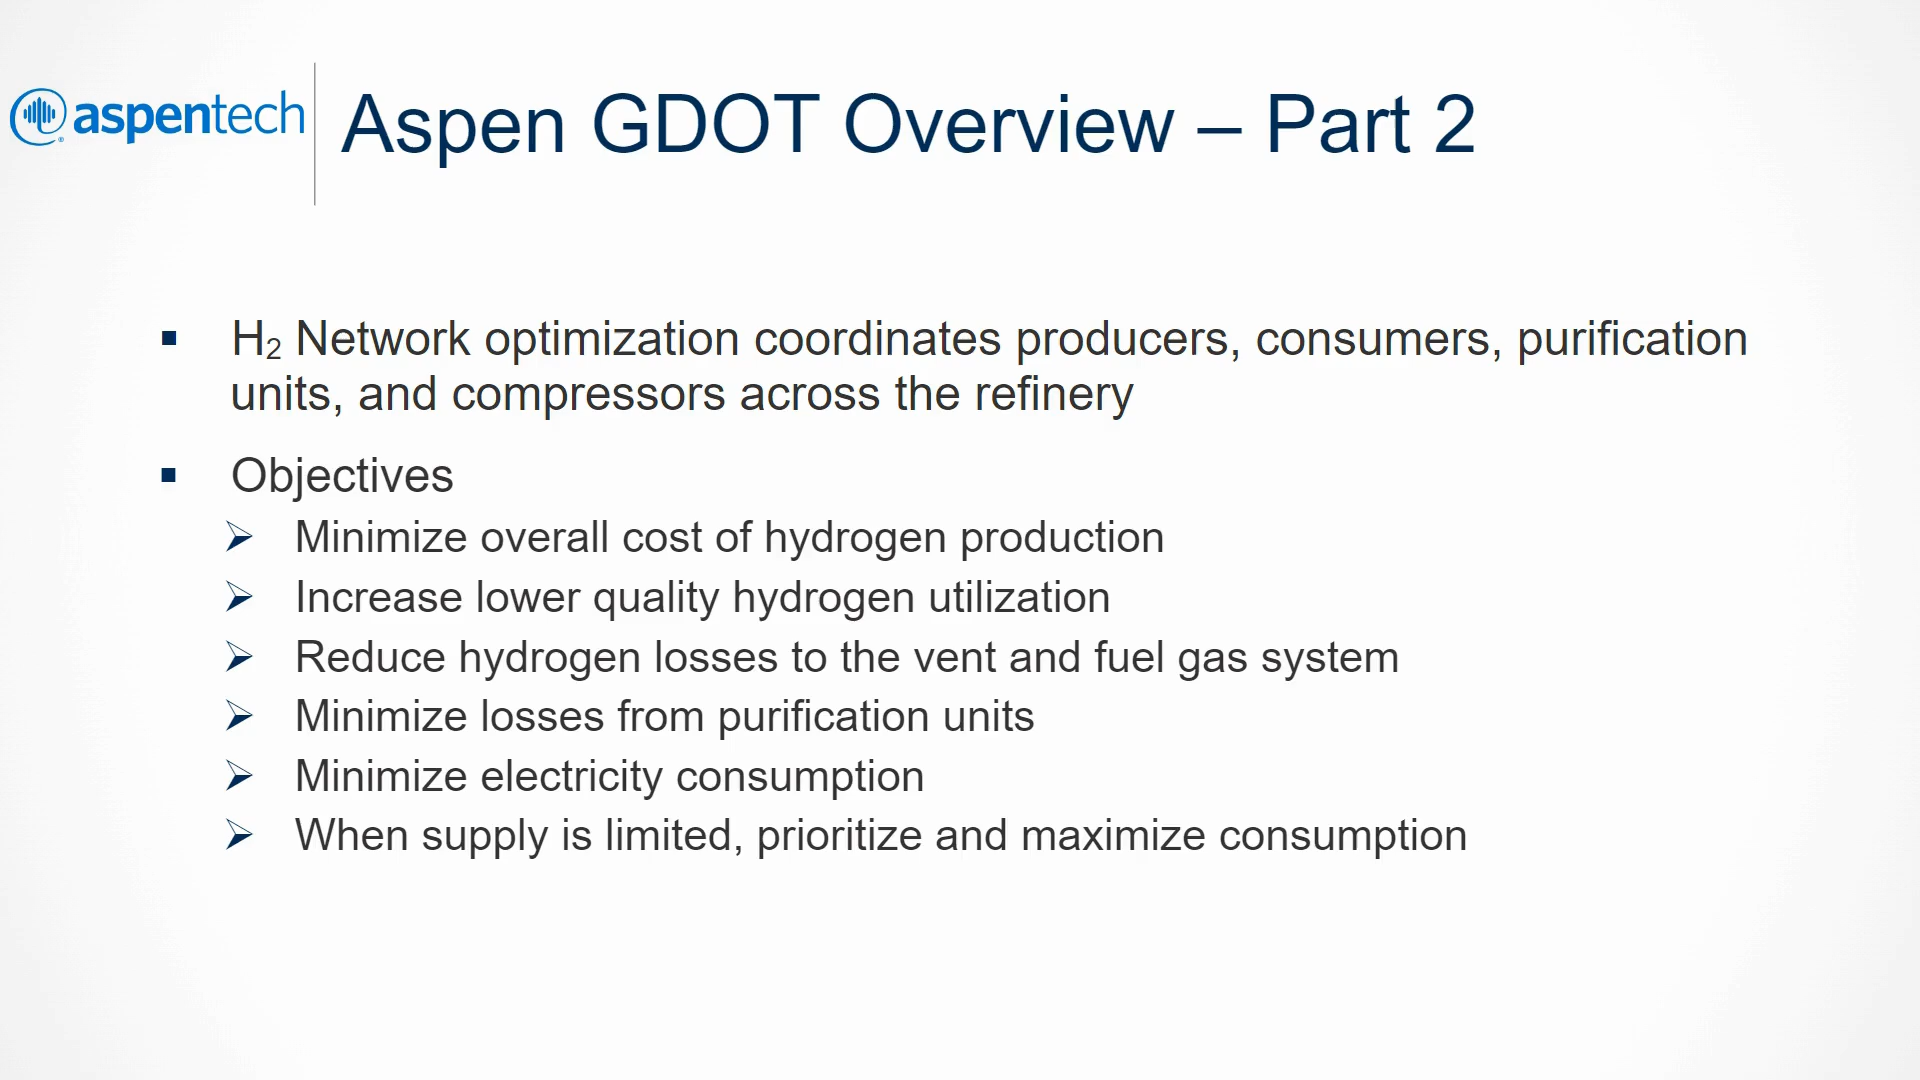 aspentech
Aspen GDOT Overview – Part 2
▪ H₂ Network optimization coordinates producers, consumers, purification
units, and compressors across the refinery
▪ Objectives
➢ Minimize overall cost of hydrogen production
➢ Increase lower quality hydrogen utilization
➢ Reduce hydrogen losses to the vent and fuel gas system
➢ Minimize losses from purification units
➢ Minimize electricity consumption
➢ When supply is limited, prioritize and maximize consumption